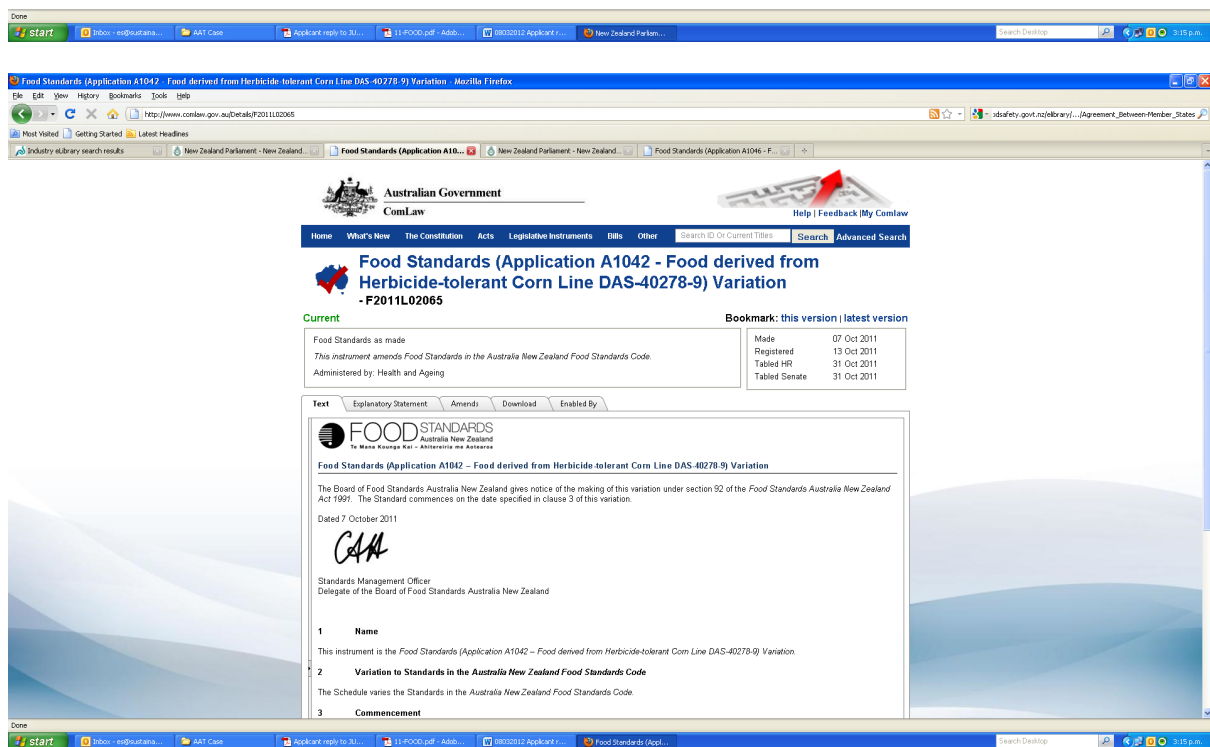 Done
start
Inbox - es@sustaina...
AAT Case
Applicant reply to JU...
11-FOOD.pdf - Adob...
08032012 Applicant r...
New Zealand Parliam...
Search Desktop
3:15 p.m.
Food Standards (Application A1042 - Food derived from Herbicide-tolerant Corn Line DAS-40278-9) Variation - Mozilla Firefox
File Edit View History Bookmarks Tools Help
http://www.comlaw.gov.au/Details/F2011L02065
odsafety.govt.nz/elibrary/.../Agreement_Between-Member_States
Most Visited Getting Started Latest Headlines
Industry eLibrary search results
New Zealand Parliament - New Zealand...
Food Standards (Application A10...
New Zealand Parliament - New Zealand...
Food Standards (Application A1046 - F...
Australian Government
ComLaw
Help | Feedback |My Comlaw
Home What's New The Constitution Acts Legislative Instruments Bills Other Search ID Or Current Titles Search Advanced Search
Food Standards (Application A1042 - Food derived from
Herbicide-tolerant Corn Line DAS-40278-9) Variation
- F2011L02065
Current
Bookmark: this version | latest version
Food Standards as made
This instrument amends Food Standards in the Australia New Zealand Food Standards Code.
Administered by: Health and Ageing
Made 07 Oct 2011
Registered 13 Oct 2011
Tabled HR 31 Oct 2011
Tabled Senate 31 Oct 2011
Text Explanatory Statement Amends Download Enabled By
FOOD STANDARDS
Australia New Zealand
Te Mana Kounga Kai – Ahitereiria me Aotearoa
Food Standards (Application A1042 – Food derived from Herbicide-tolerant Corn Line DAS-40278-9) Variation
The Board of Food Standards Australia New Zealand gives notice of the making of this variation under section 92 of the Food Standards Australia New Zealand
Act 1991. The Standard commences on the date specified in clause 3 of this variation.
Dated 7 October 2011
Standards Management Officer
Delegate of the Board of Food Standards Australia New Zealand
1 Name
This instrument is the Food Standards (Application A1042 – Food derived from Herbicide-tolerant Corn Line DAS-40278-9) Variation.
2 Variation to Standards in the Australia New Zealand Food Standards Code
The Schedule varies the Standards in the Australia New Zealand Food Standards Code.
3 Commencement
Done
start
Inbox - es@sustaina...
AAT Case
Applicant reply to JU...
11-FOOD.pdf - Adob...
08032012 Applicant r...
Food Standards (Appl...
Search Desktop
3:15 p.m.